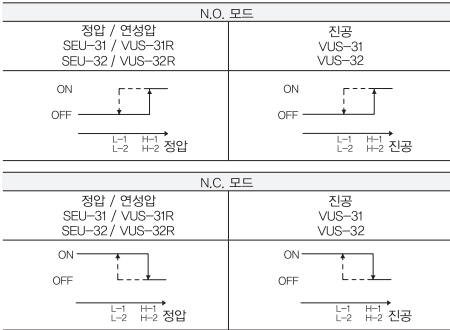 N.O. 모드
정압 / 연성압
SEU-31 / VUS-31R
SEU-32 / VUS-32R
진공
VUS-31
VUS-32
ON
OFF
L-1 H-1
L-2 H-2 정압
ON
OFF
L-1 H-1
L-2 H-2 진공
N.C. 모드
정압 / 연성압
SEU-31 / VUS-31R
SEU-32 / VUS-32R
진공
VUS-31
VUS-32
ON
OFF
L-1 H-1
L-2 H-2 정압
ON
OFF
L-1 H-1
L-2 H-2 진공